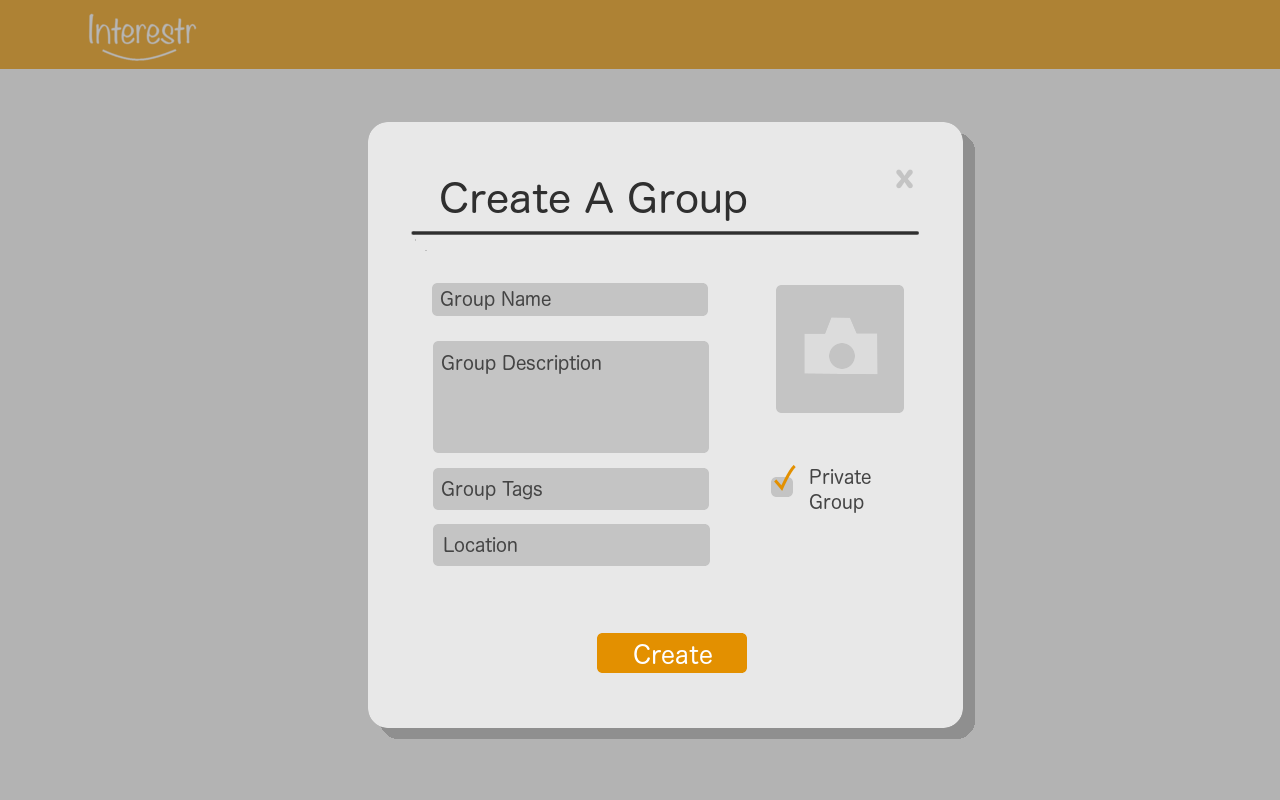 Interestr
Create A Group
x
Group Name
Group Description
Group Tags
Location
Private
Group
Create